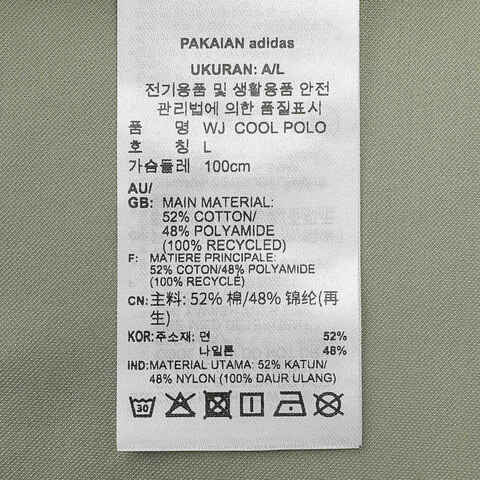 PAKAIAN adidas
UKURAN: A/L
전기용품 및 생활용품 안전
관리법에 의한 품질표시
품 명 WJ COOL POLO
호 칭 L
가슴둘레 100cm
AU/
GB: MAIN MATERIAL:
52% COTTON/
48% POLYAMIDE
(100% RECYCLED)
F: MATIERE PRINCIPALE:
52% COTON/48% POLYAMIDE
(100% RECYCLÉ)
CN: 主料: 52% 棉/48% 锦纶(再
生)
KOR: 주소재: 면 52%
나일론 48%
IND: MATERIAL UTAMA: 52% KATUN/
48% NYLON (100% DAUR ULANG)
30